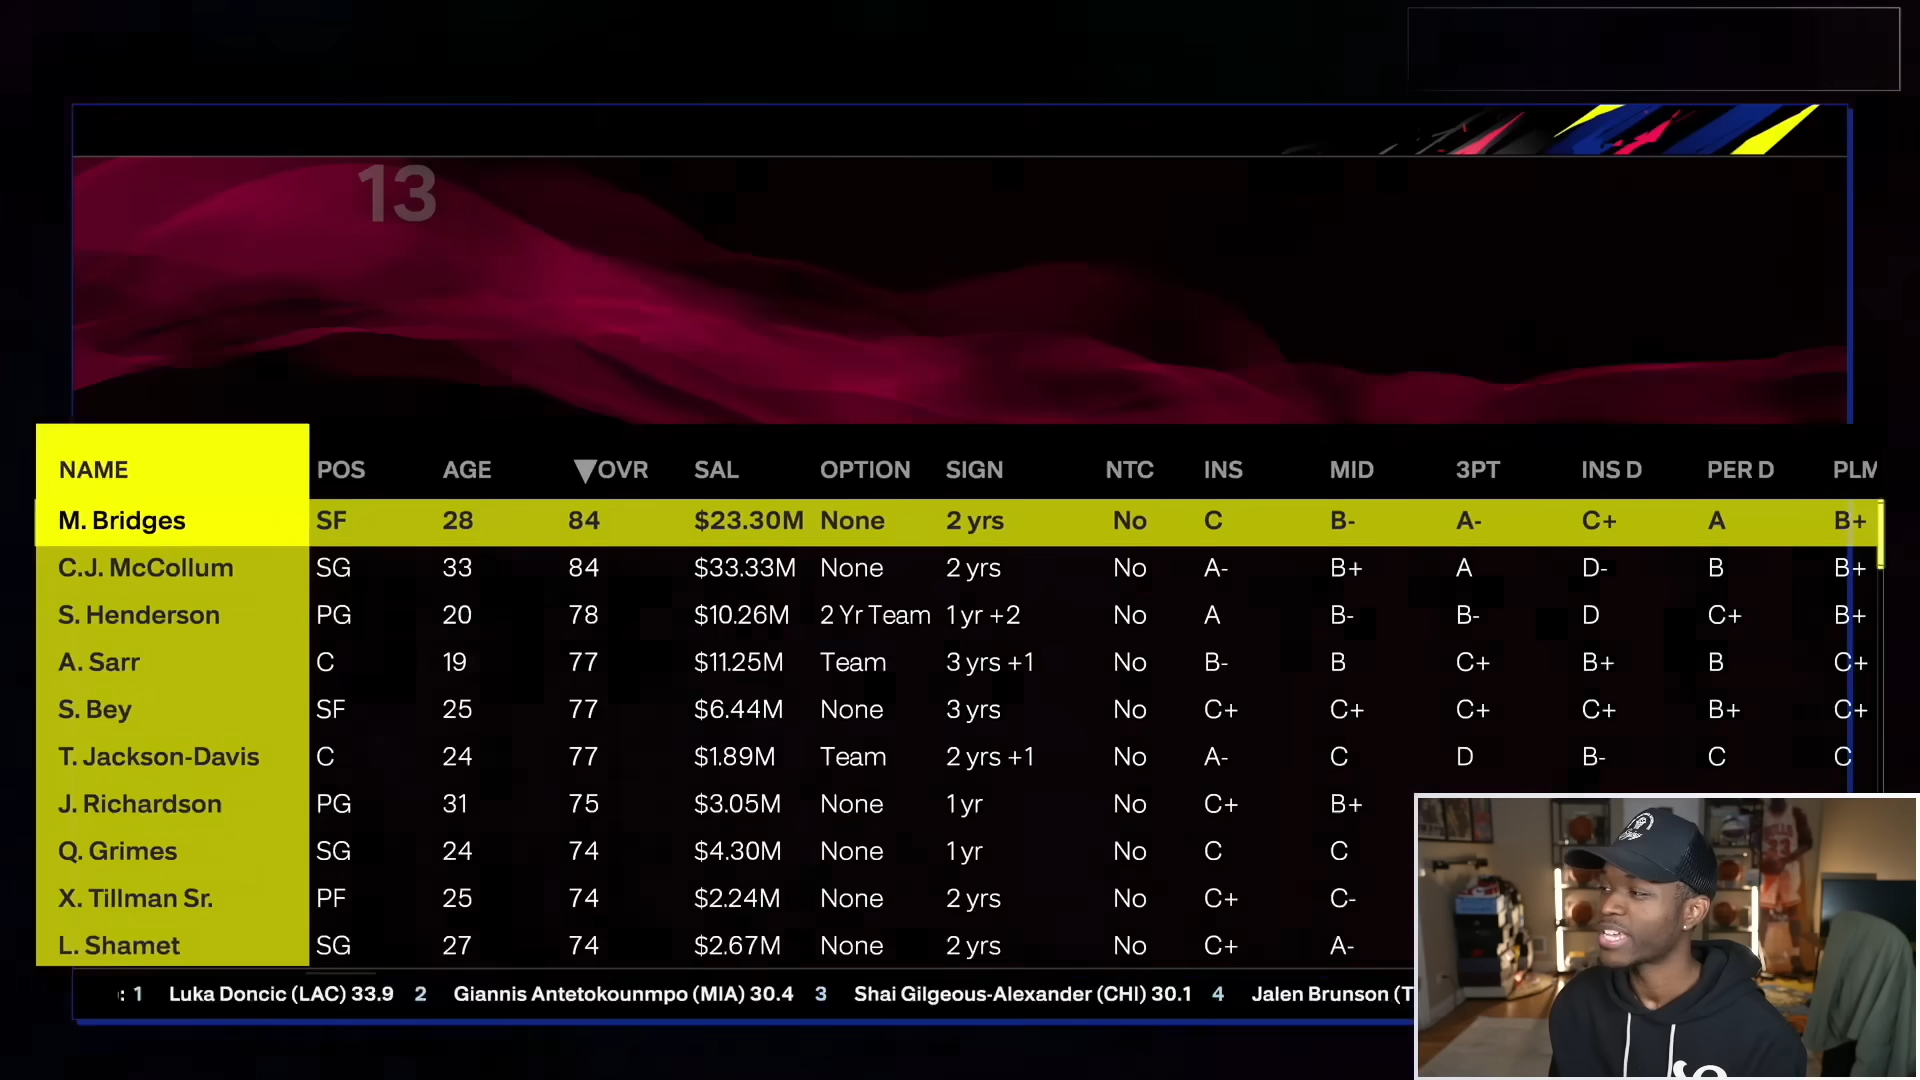 13
NAME POS AGE ▼OVR SAL OPTION SIGN NTC INS MID 3PT INS D PER D PLM
M. Bridges SF 28 84 $23.30M None 2 yrs No C B- A- C+ A B+
C.J. McCollum SG 33 84 $33.33M None 2 yrs No A- B+ A D- B B+
S. Henderson PG 20 78 $10.26M 2 Yr Team 1 yr +2 No A B- B- D C+ B+
A. Sarr C 19 77 $11.25M Team 3 yrs +1 No B- B C+ B+ B C+
S. Bey SF 25 77 $6.44M None 3 yrs No C+ C+ C+ C+ B+ C+
T. Jackson-Davis C 24 77 $1.89M Team 2 yrs +1 No A- C D B- C C
J. Richardson PG 31 75 $3.05M None 1 yr No C+ B+
Q. Grimes SG 24 74 $4.30M None 1 yr No C C
X. Tillman Sr. PF 25 74 $2.24M None 2 yrs No C+ C-
L. Shamet SG 27 74 $2.67M None 2 yrs No C+ A-
: 1 Luka Doncic (LAC) 33.9 2 Giannis Antetokounmpo (MIA) 30.4 3 Shai Gilgeous-Alexander (CHI) 30.1 4 Jalen Brunson (T